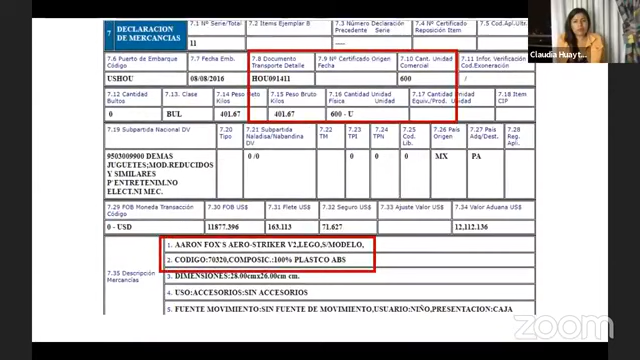 7 DECLARACION DE MERCANCIAS
7.1 Nº Serie/Total
11
7.2 Items Ejemplar B
7.3 Número Declaración Precedente Serie
----
7.4 Nº Certificado Reposición Item
7.5 Cod.Apl.Ultr.
7.6 Puerto de Embarque Código
USHOU
7.7 Fecha Emb.
08/08/2016
7.8 Documento Transporte Detalle
HOU091411
7.9 Nº Certificado Origen Fecha
7.10 Cant. Unidad Comercial
600
7.11 Infor. Verificación Cod.Exoneración
/
7.12 Cantidad Bultos
0
7.13. Clase
BUL
7.14 Peso Neto Kilos
401.67
7.15 Peso Bruto Kilos
401.67
7.16 Cantidad Unidad Física Unidad
600 - U
7.17 Cantidad Unidad Equiv./Prod. Unidad
7.18 Item CIP
7.19 Subpartida Nacional DV
9503009900 DEMAS
JUGUETES;MOD.REDUCIDOS
Y SIMILARES
P¨ENTRETENIM.NO
ELECT.NI MEC.
7.20 Tipo
7.21 Subpartida Naladisa/Nabandina DV
0 /0
7.22 TM
7.23 TPI
0
7.24 TPN
0
7.25 Cod. Lib.
0
7.26 País Origen
MX
7.27 País Adq/Dest.
PA
7.28 Reg. Apli.
7.29 FOB Moneda Transacción Código
0 - USD
7.30 FOB US$
11877.396
7.31 Flete US$
163.113
7.32 Seguro US$
71.627
7.33 Ajuste Valor US$
7.34 Valor Aduana US$
12,112.136
7.35 Descripción Mercancías
1. AARON FOX¨S AERO-STRIKER V2,LEGO,S/MODELO,
2. CODIGO:70320,COMPOSIC.:100% PLASTCO ABS
3. DIMENSIONES:28.00cmx26.00cm cm.
4. USO:ACCESORIOS:SIN ACCESORIOS
5. FUENTE MOVIMIENTO:SIN FUENTE DE MOVIMIENTO,USUARIO:NIÑO,PRESENTACION:CAJA
Claudia Huayt...
zoom